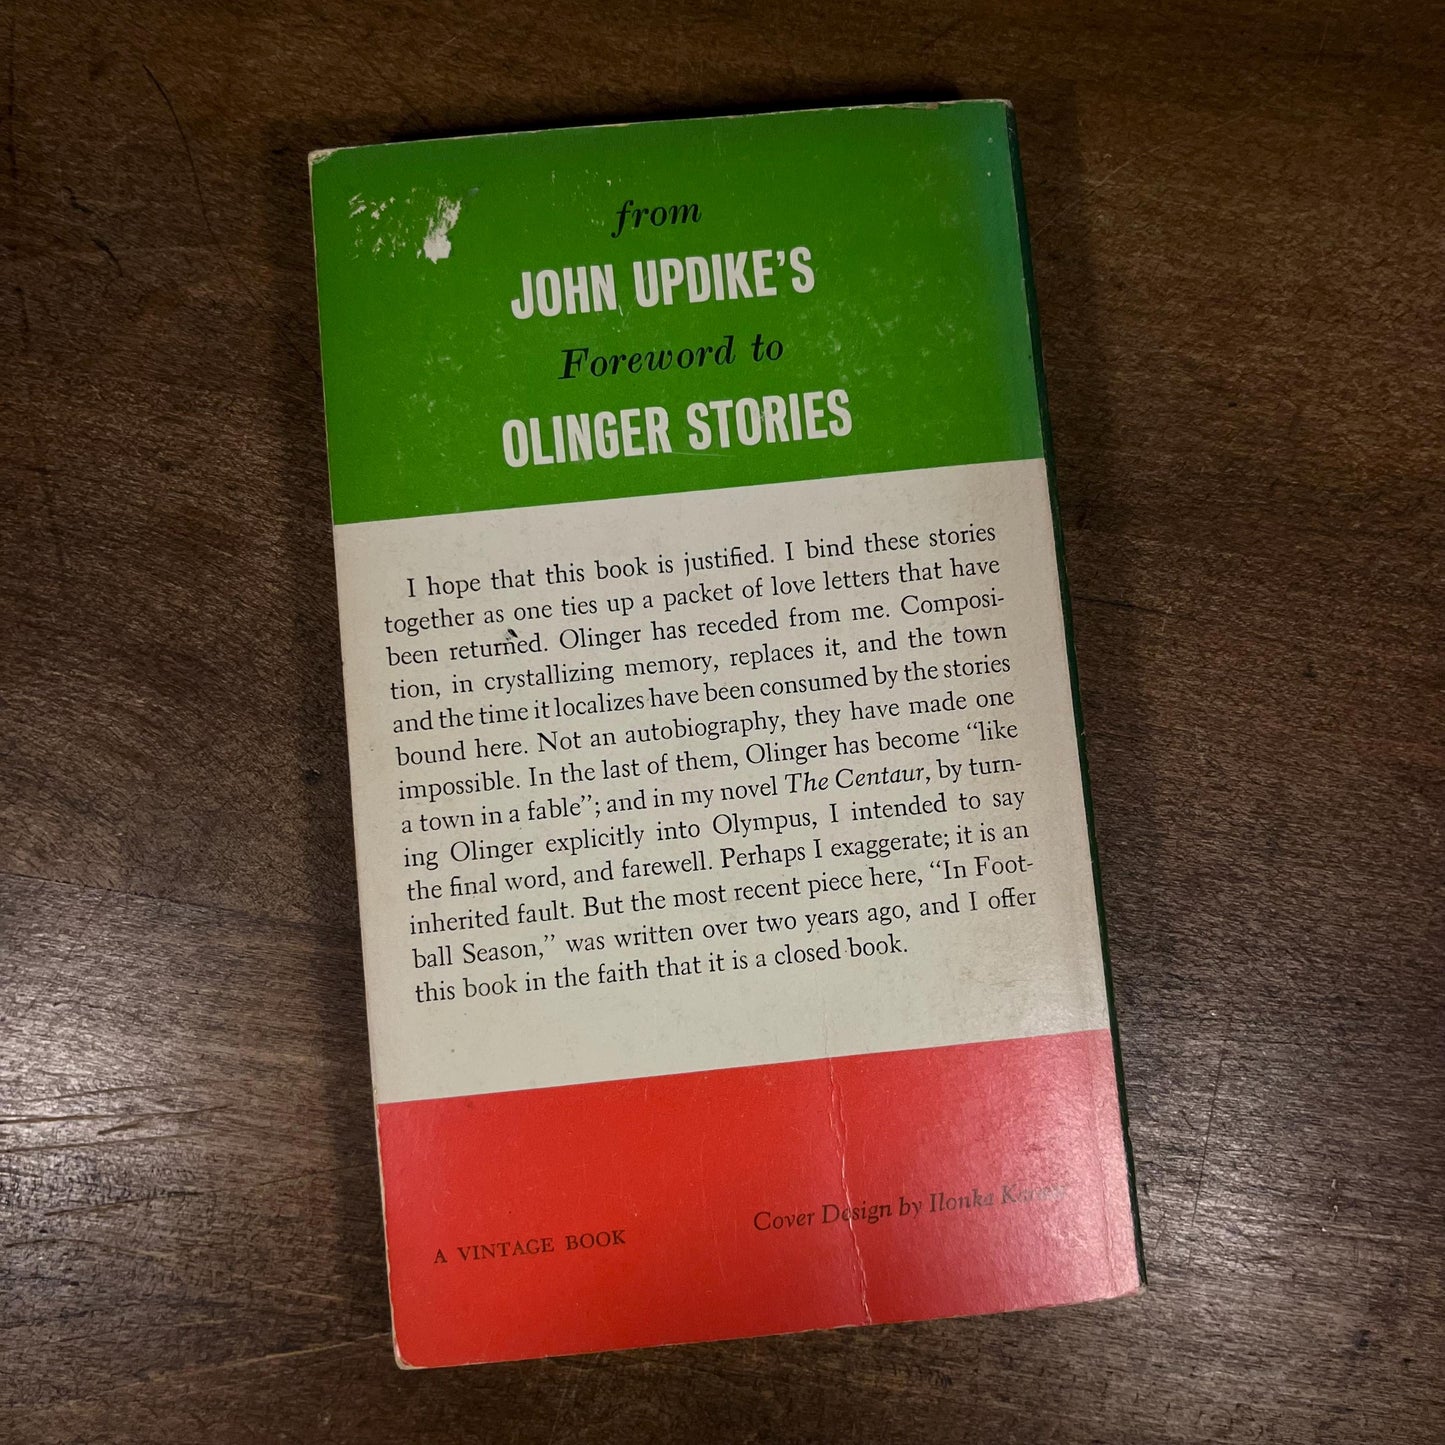 from
JOHN UPDIKE'S
Foreword to
OLINGER STORIES
I hope that this book is justified. I bind these stories
together as one ties up a packet of love letters that have
been returned. Olinger has receded from me. Composi-
tion, in crystallizing memory, replaces it, and the town
and the time it localizes have been consumed by the stories
bound here. Not an autobiography, they have made one
impossible. In the last of them, Olinger has become “like
a town in a fable”; and in my novel The Centaur, by turn-
ing Olinger explicitly into Olympus, I intended to say
the final word, and farewell. Perhaps I exaggerate; it is an
inherited fault. But the most recent piece here, “In Foot-
ball Season,” was written over two years ago, and I offer
this book in the faith that it is a closed book.
A VINTAGE BOOK
Cover Design by Ilonka